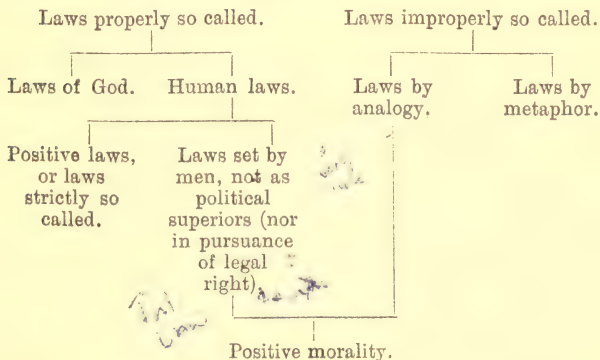 Laws properly so called.
Laws improperly so called.
Laws of God.
Human laws.
Laws by
analogy.
Laws by
metaphor.
Positive laws,
or laws
strictly so
called.
Laws set by
men, not as
political
superiors (nor
in pursuance
of legal
right).
Positive morality.